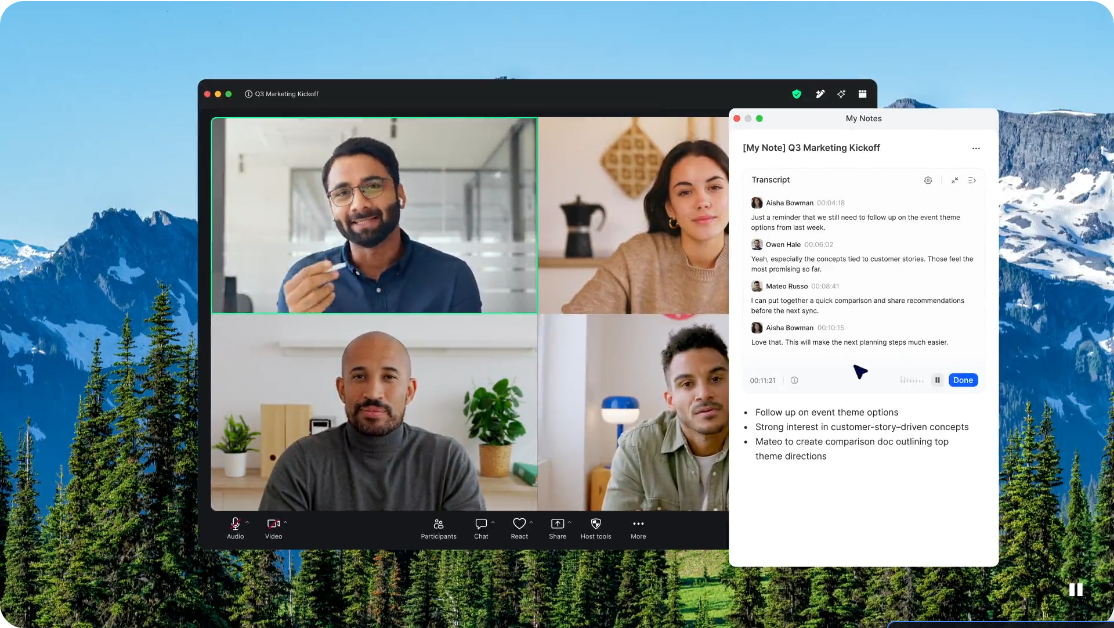 Q3 Marketing Kickoff
My Notes
[My Note] Q3 Marketing Kickoff
Transcript
Aisha Bowman 00:04:18
Just a reminder that we still need to follow up on the event theme
options from last week.
Owen Hale 00:06:02
Yeah, especially the concepts tied to customer stories. Those feel the
most promising so far.
Mateo Russo 00:08:41
I can put together a quick comparison and share recommendations
before the next sync.
Aisha Bowman 00:10:15
Love that. This will make the next planning steps much easier.
00:11:21
Done
• Follow up on event theme options
• Strong interest in customer-story–driven concepts
• Mateo to create comparison doc outlining top
theme directions
Audio
Video
Participants
Chat
React
Share
Host tools
More